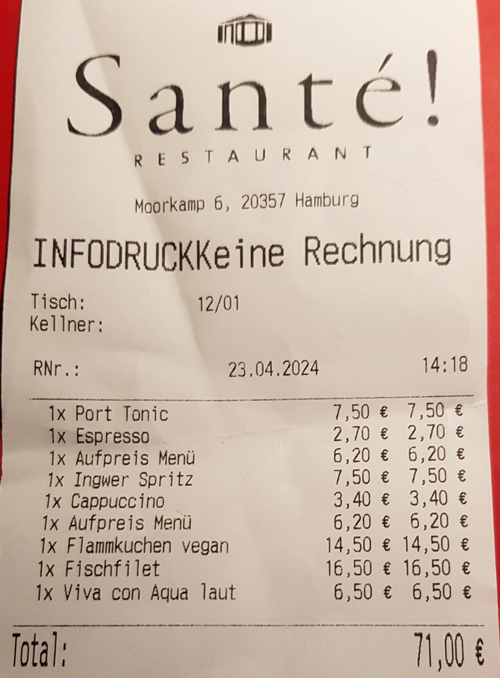 Santé!
RESTAURANT
Moorkamp 6, 20357 Hamburg
INFODRUCKKeine Rechnung
Tisch: 12/01
Kellner:
RNr.: 23.04.2024 14:18
1x Port Tonic 7,50 € 7,50 €
1x Espresso 2,70 € 2,70 €
1x Aufpreis Menü 6,20 € 6,20 €
1x Ingwer Spritz 7,50 € 7,50 €
1x Cappuccino 3,40 € 3,40 €
1x Aufpreis Menü 6,20 € 6,20 €
1x Flammkuchen vegan 14,50 € 14,50 €
1x Fischfilet 16,50 € 16,50 €
1x Viva con Aqua laut 6,50 € 6,50 €
Total: 71,00 €